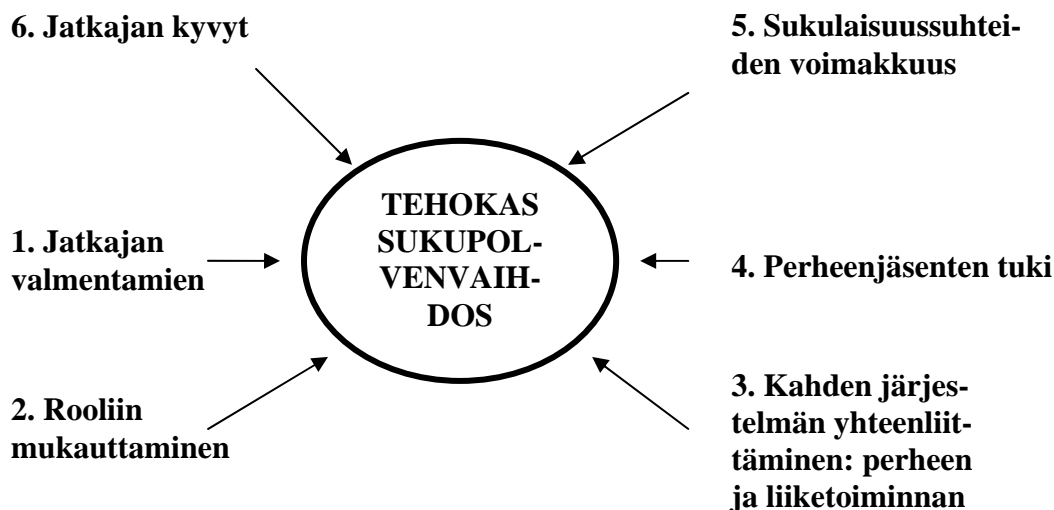 6. Jatkajan kyvyt
5. Sukulaisuussuhtei-
den voimakkuus
TEHOKAS
SUKUPOL-
VENVAIH-
DOS
1. Jatkajan
valmentamien
4. Perheenjäsenten tuki
2. Rooliin
mukauttaminen
3. Kahden järjes-
telmän yhteenliit-
täminen: perheen
ja liiketoiminnan